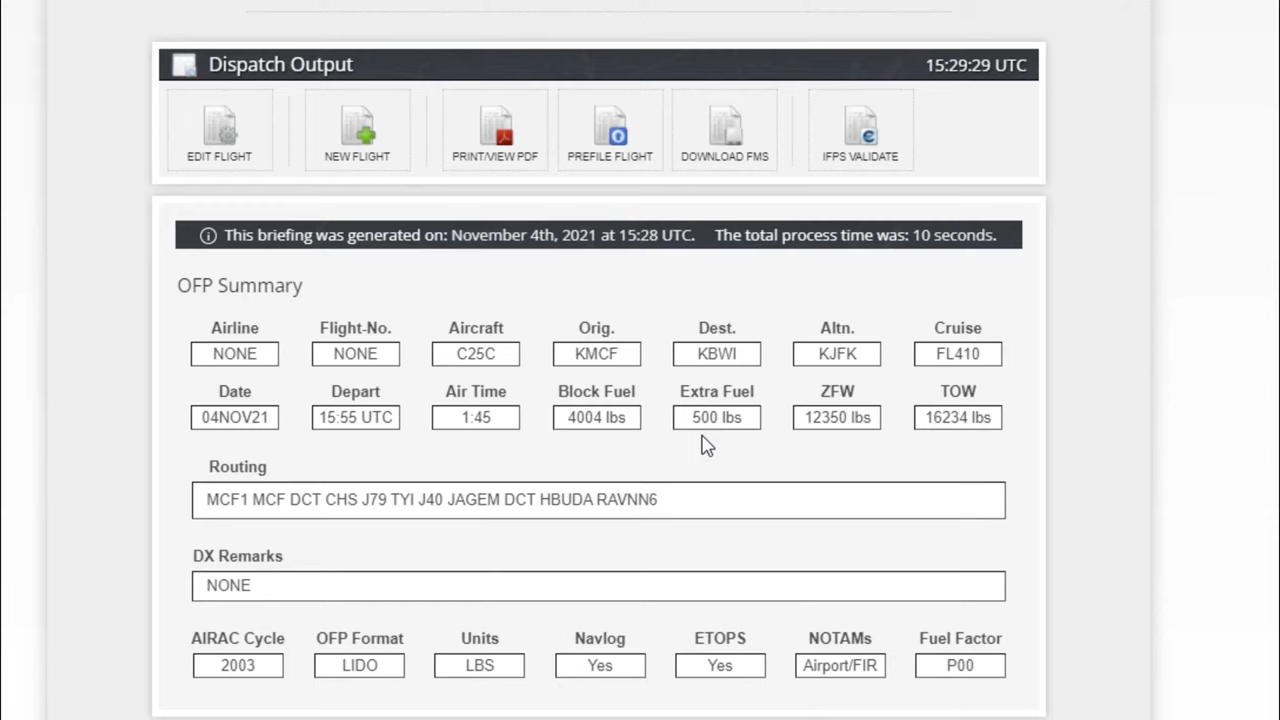 Dispatch Output 15:29:29 UTC
EDIT FLIGHT NEW FLIGHT PRINT/VIEW PDF PREFILE FLIGHT DOWNLOAD FMS IFPS VALIDATE
This briefing was generated on: November 4th, 2021 at 15:28 UTC. The total process time was: 10 seconds.
OFP Summary
Airline Flight-No. Aircraft Orig. Dest. Altn. Cruise
NONE NONE C25C KMCF KBWI KJFK FL410
Date Depart Air Time Block Fuel Extra Fuel ZFW TOW
04NOV21 15:55 UTC 1:45 4004 lbs 500 lbs 12350 lbs 16234 lbs
Routing
MCF1 MCF DCT CHS J79 TYI J40 JAGEM DCT HBUDA RAVNN6
DX Remarks
NONE
AIRAC Cycle OFP Format Units Navlog ETOPS NOTAMs Fuel Factor
2003 LIDO LBS Yes Yes Airport/FIR P00